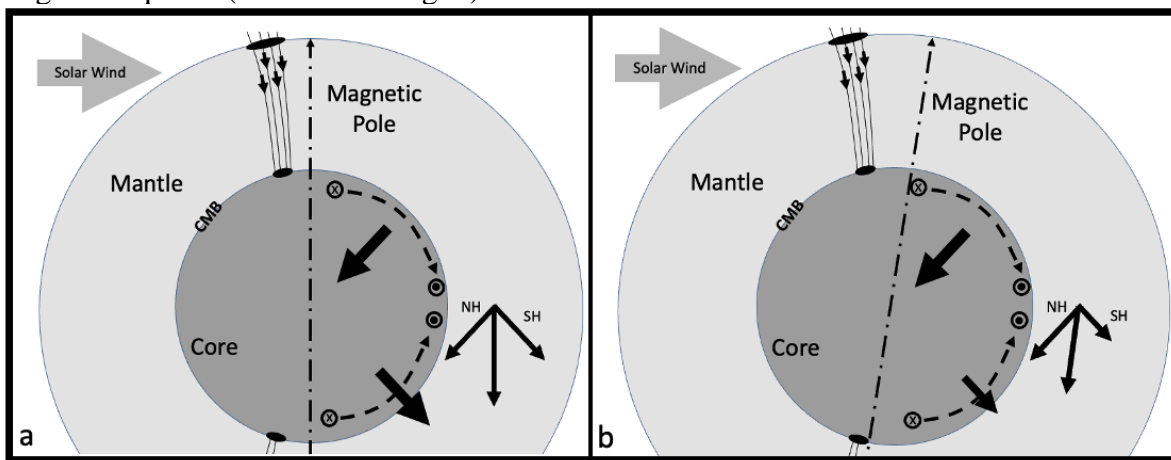 Solar Wind
Magnetic
Pole
Mantle
CMB
Core
NH
SH
a
Solar Wind
Magnetic
Pole
Mantle
CMB
Core
NH
SH
b